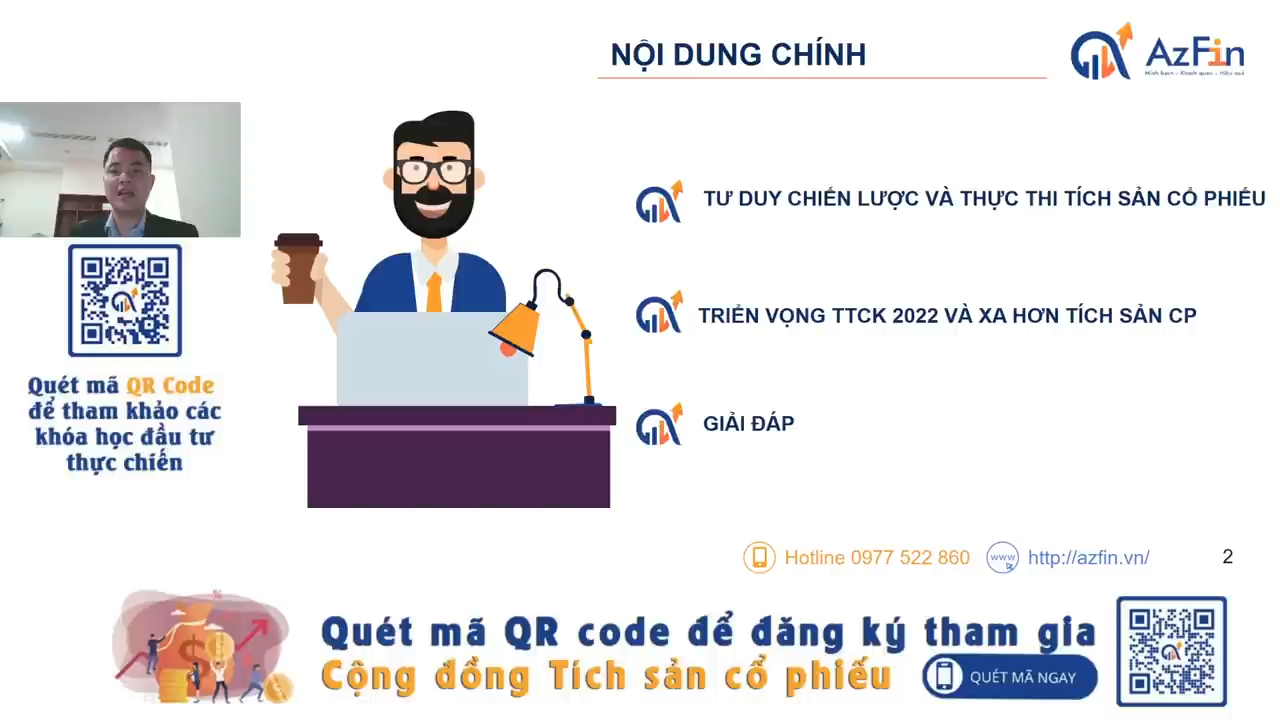 NỘI DUNG CHÍNH
AzFin
TƯ DUY CHIẾN LƯỢC VÀ THỰC THI TÍCH SẢN CỔ PHIẾU
TRIỂN VỌNG TTCK 2022 VÀ XA HƠN TÍCH SẢN CP
GIẢI ĐÁP
Quét mã QR Code
để tham khảo các
khóa học đầu tư
thực chiến
Hotline 0977 522 860
www
http://azfin.vn/
2
Quét mã QR code để đăng ký tham gia
Cộng đồng Tích sản cổ phiếu
QUÉT MÃ NGAY